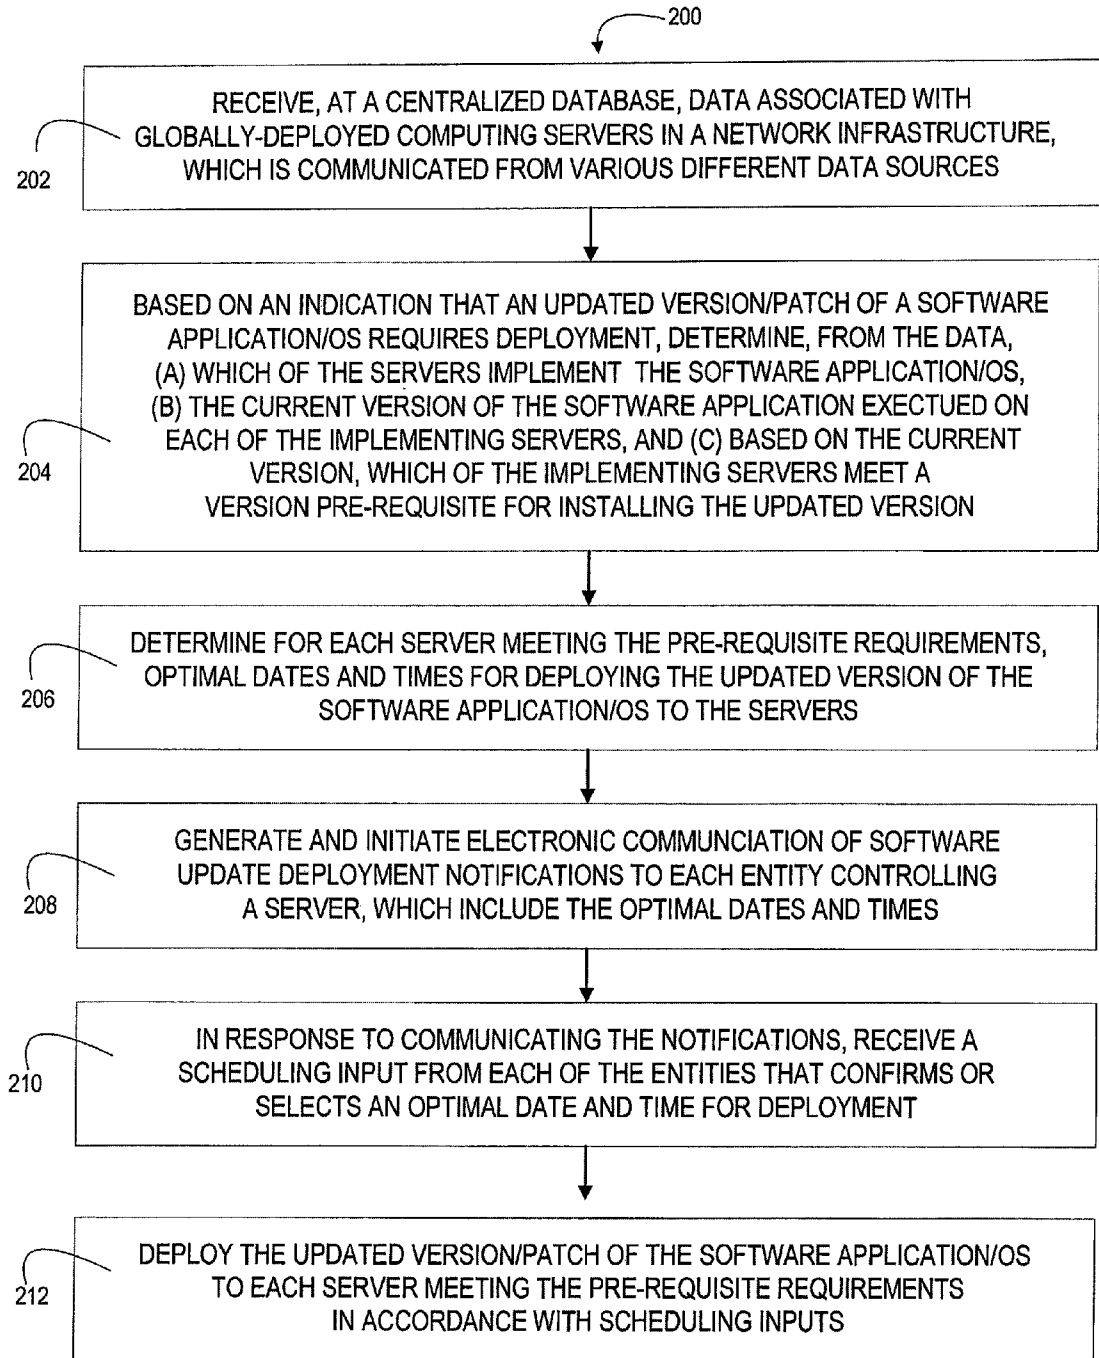 200
RECEIVE, AT A CENTRALIZED DATABASE, DATA ASSOCIATED WITH
GLOBALLY-DEPLOYED COMPUTING SERVERS IN A NETWORK INFRASTRUCTURE,
WHICH IS COMMUNICATED FROM VARIOUS DIFFERENT DATA SOURCES
202
BASED ON AN INDICATION THAT AN UPDATED VERSION/PATCH OF A SOFTWARE
APPLICATION/OS REQUIRES DEPLOYMENT, DETERMINE, FROM THE DATA,
(A) WHICH OF THE SERVERS IMPLEMENT THE SOFTWARE APPLICATION/OS,
(B) THE CURRENT VERSION OF THE SOFTWARE APPLICATION EXECTUED ON
EACH OF THE IMPLEMENTING SERVERS, AND (C) BASED ON THE CURRENT
VERSION, WHICH OF THE IMPLEMENTING SERVERS MEET A
VERSION PRE-REQUISITE FOR INSTALLING THE UPDATED VERSION
204
DETERMINE FOR EACH SERVER MEETING THE PRE-REQUISITE REQUIREMENTS,
OPTIMAL DATES AND TIMES FOR DEPLOYING THE UPDATED VERSION OF THE
SOFTWARE APPLICATION/OS TO THE SERVERS
206
GENERATE AND INITIATE ELECTRONIC COMMUNCIATION OF SOFTWARE
UPDATE DEPLOYMENT NOTIFICATIONS TO EACH ENTITY CONTROLLING
A SERVER, WHICH INCLUDE THE OPTIMAL DATES AND TIMES
208
IN RESPONSE TO COMMUNICATING THE NOTIFICATIONS, RECEIVE A
SCHEDULING INPUT FROM EACH OF THE ENTITIES THAT CONFIRMS OR
SELECTS AN OPTIMAL DATE AND TIME FOR DEPLOYMENT
210
DEPLOY THE UPDATED VERSION/PATCH OF THE SOFTWARE APPLICATION/OS
TO EACH SERVER MEETING THE PRE-REQUISITE REQUIREMENTS
IN ACCORDANCE WITH SCHEDULING INPUTS
212